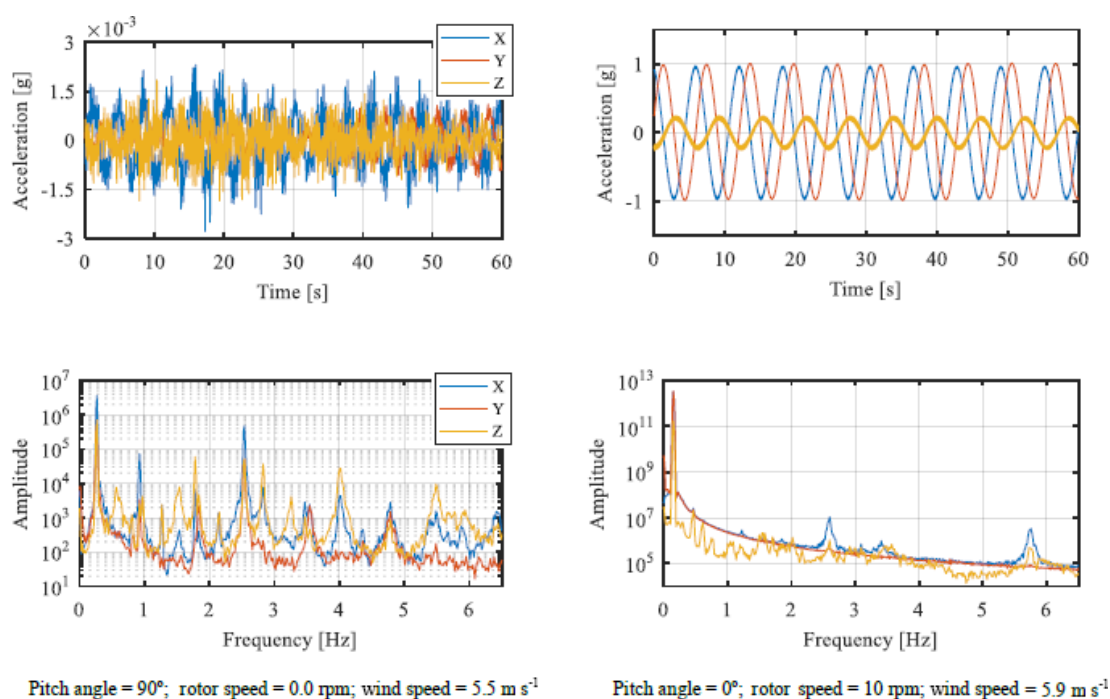 ×10⁻³
3
1.5
0
-1.5
-3
Acceleration [g]
0 10 20 30 40 50 60
Time [s]
X
Y
Z
1
0
-1
Acceleration [g]
0 10 20 30 40 50 60
Time [s]
10⁷
10⁶
10⁵
10⁴
10³
10²
10¹
Amplitude
0 1 2 3 4 5 6
Frequency [Hz]
X
Y
Z
10¹³
10¹¹
10⁹
10⁷
10⁵
Amplitude
0 1 2 3 4 5 6
Frequency [Hz]
Pitch angle = 90º; rotor speed = 0.0 rpm; wind speed = 5.5 m s⁻¹
Pitch angle = 0º; rotor speed = 10 rpm; wind speed = 5.9 m s⁻¹